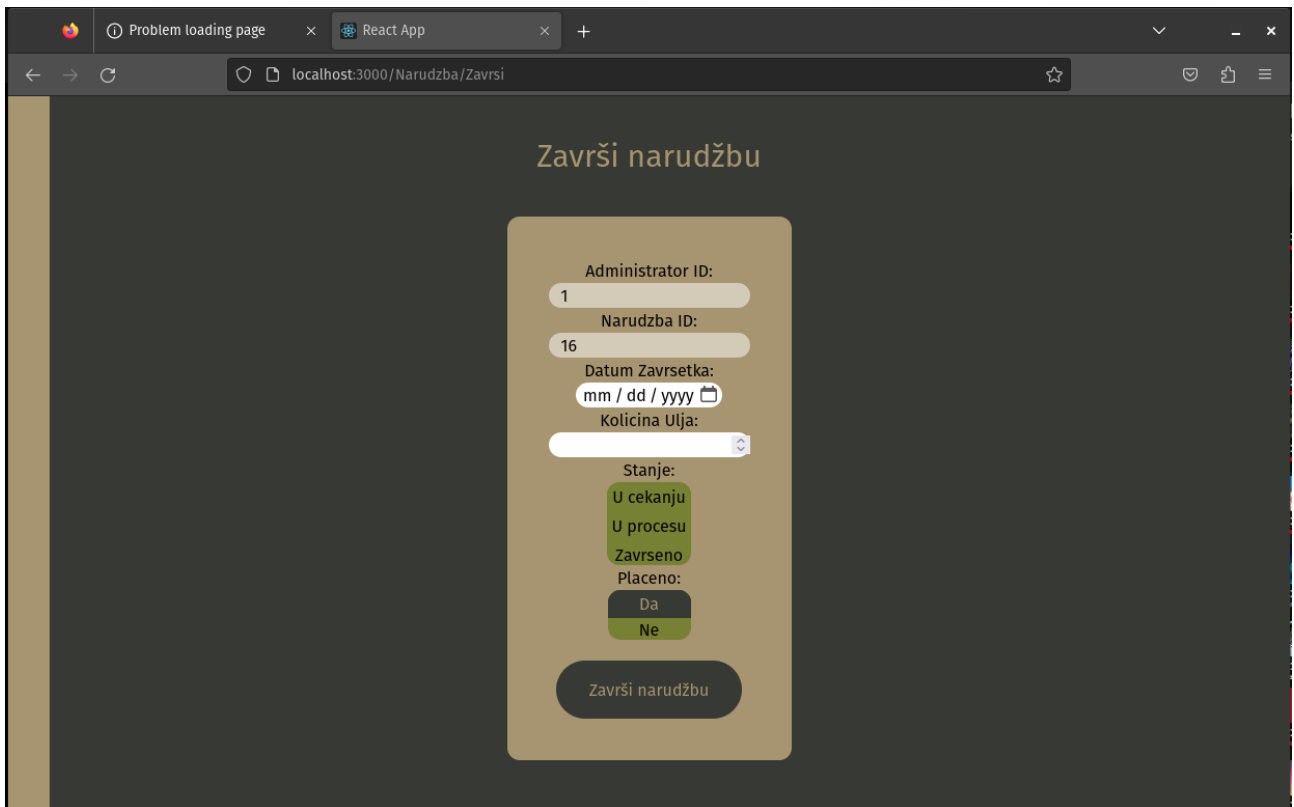 Problem loading page
React App
localhost:3000/Narudzba/Zavrsi
Završi narudžbu
Administrator ID:
1
Narudzba ID:
16
Datum Zavrsetka:
mm / dd / yyyy
Kolicina Ulja:
Stanje:
U cekanju
U procesu
Zavrseno
Placeno:
Da
Ne
Završi narudžbu